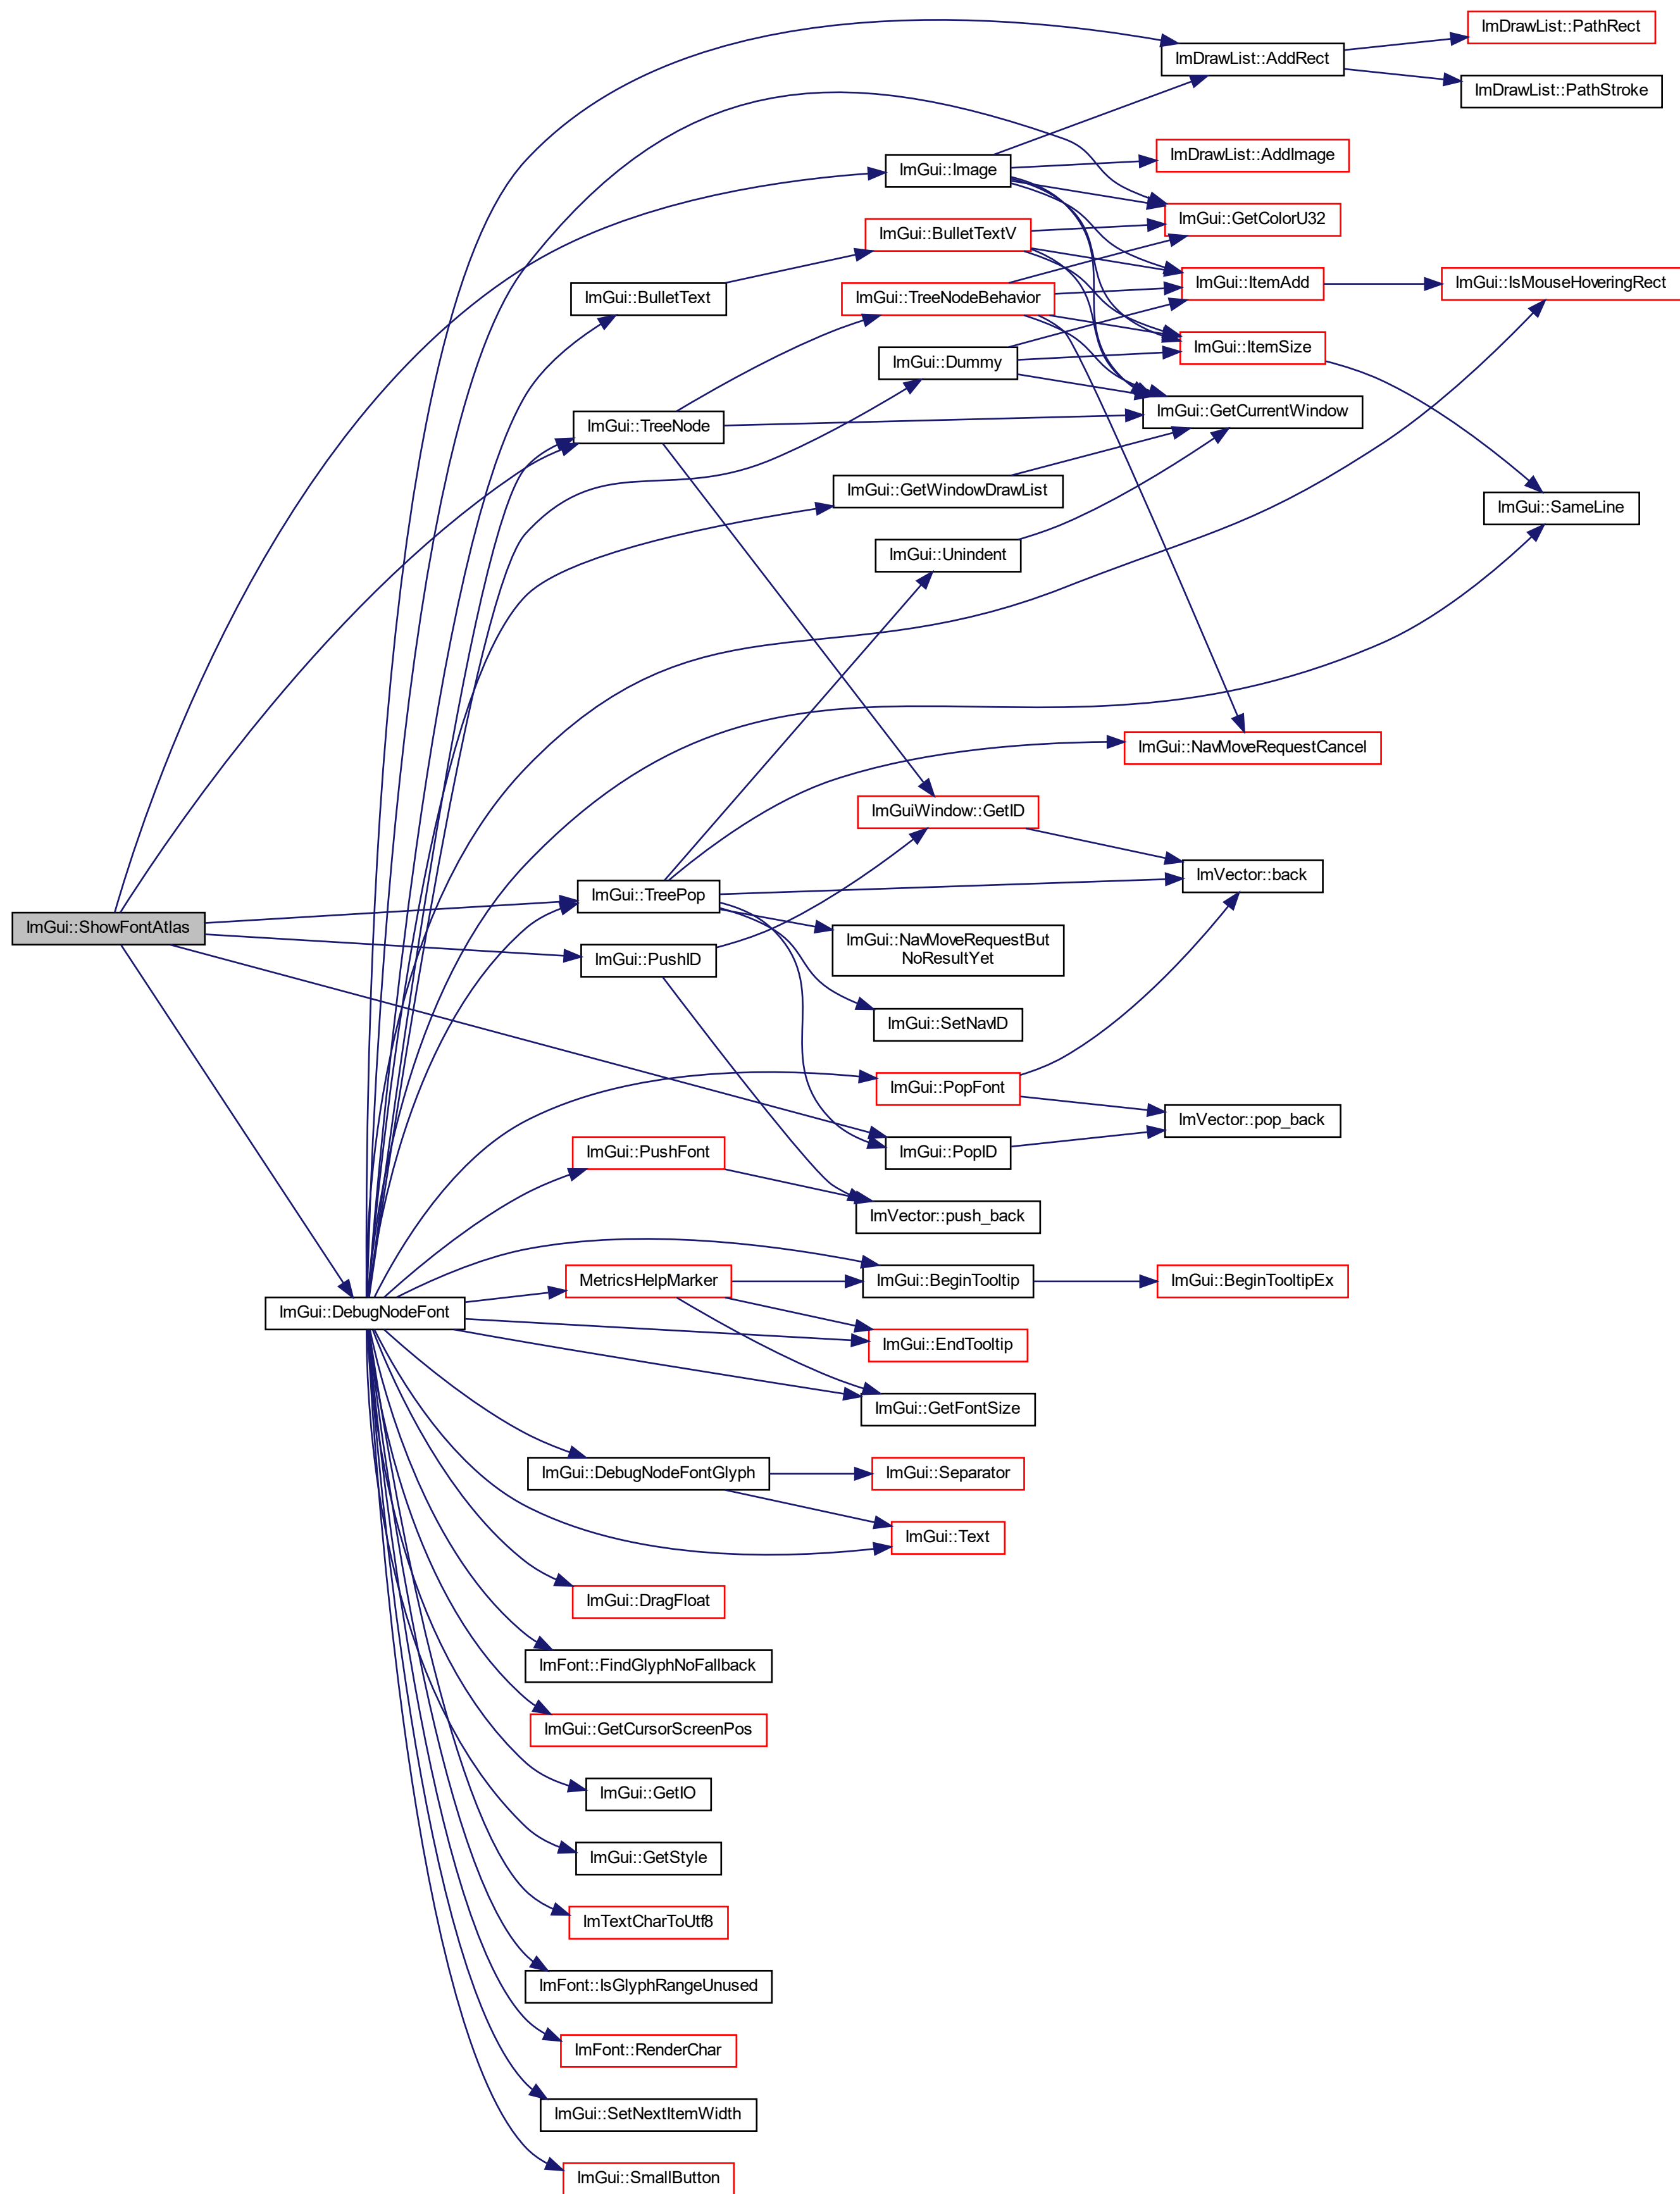 ImDrawList::PathRect
ImDrawList::AddRect
ImDrawList::PathStroke
ImDrawList::AddImage
ImGui::Image
ImGui::GetColorU32
ImGui::BulletTextV
ImGui::ItemAdd
ImGui::IsMouseHoveringRect
ImGui::BulletText
ImGui::TreeNodeBehavior
ImGui::ItemSize
ImGui::Dummy
ImGui::GetCurrentWindow
ImGui::TreeNode
ImGui::GetWindowDrawList
ImGui::SameLine
ImGui::Unindent
ImGui::NavMoveRequestCancel
ImGuiWindow::GetID
ImVector::back
ImGui::TreePop
ImGui::ShowFontAtlas
ImGui::NavMoveRequestBut
NoResultYet
ImGui::PushID
ImGui::SetNavID
ImGui::PopFont
ImVector::pop_back
ImGui::PushFont
ImGui::PopID
ImVector::push_back
MetricsHelpMarker
ImGui::BeginTooltip
ImGui::BeginTooltipEx
ImGui::DebugNodeFont
ImGui::EndTooltip
ImGui::GetFontSize
ImGui::DebugNodeFontGlyph
ImGui::Separator
ImGui::Text
ImGui::DragFloat
ImFont::FindGlyphNoFallback
ImGui::GetCursorScreenPos
ImGui::GetIO
ImGui::GetStyle
ImTextCharToUtf8
ImFont::IsGlyphRangeUnused
ImFont::RenderChar
ImGui::SetNextItemWidth
ImGui::SmallButton